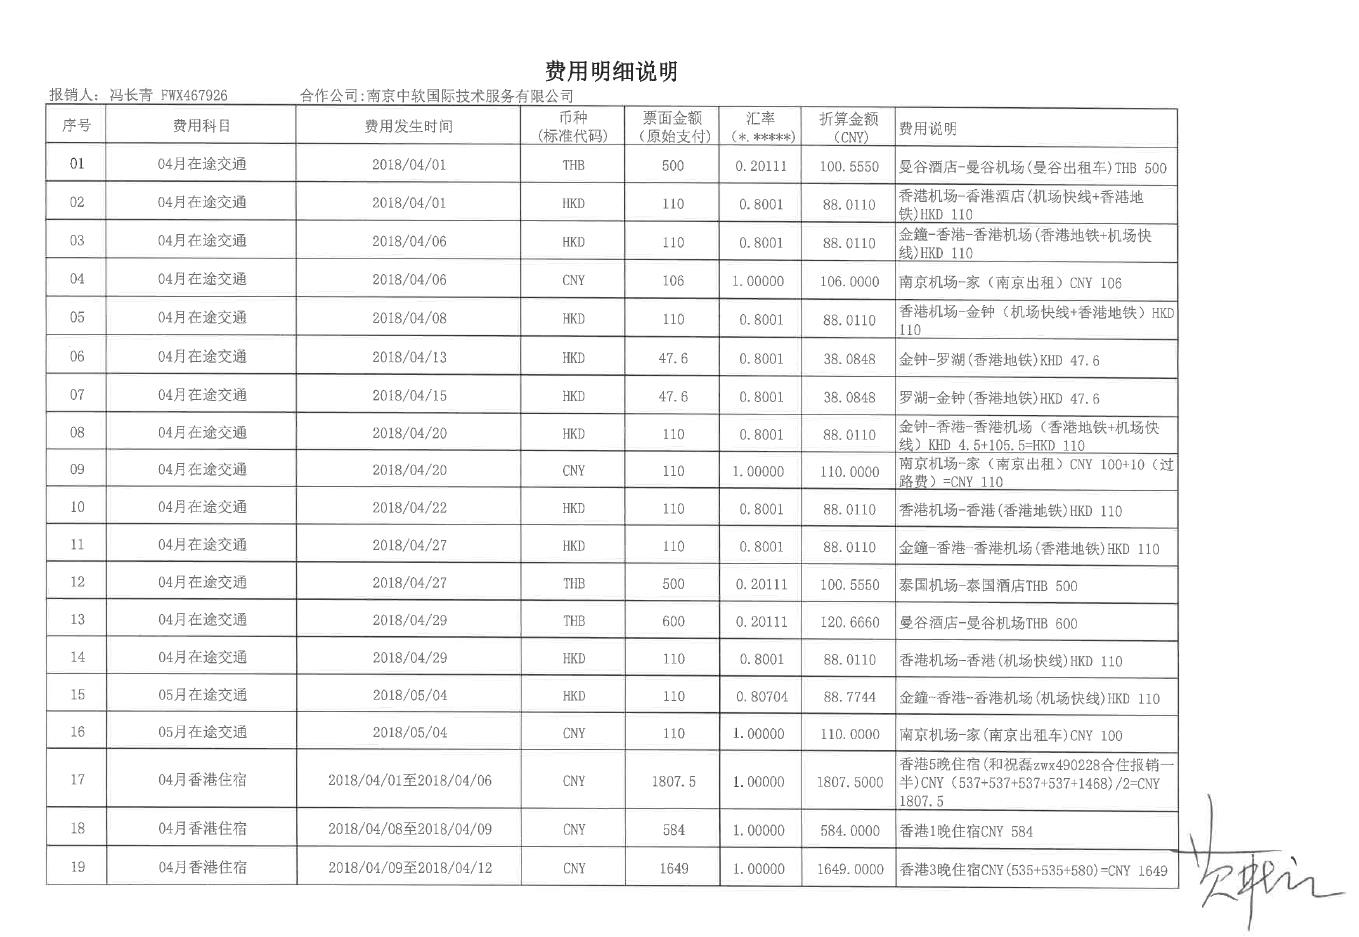 费用明细说明
报销人：冯长青 FWX467926 合作公司:南京中软国际技术服务有限公司
序号 费用科目 费用发生时间 币种 (标准代码) 票面金额 (原始支付) 汇率 (*.*****) 折算金额 (CNY) 费用说明
01 04月在途交通 2018/04/01 THB 500 0.20111 100.5550 曼谷酒店-曼谷机场(曼谷出租车)THB 500
02 04月在途交通 2018/04/01 HKD 110 0.8001 88.0110 香港机场-香港酒店(机场快线+香港地
铁)HKD 110
03 04月在途交通 2018/04/06 HKD 110 0.8001 88.0110 金鐘-香港-香港机场(香港地铁+机场快
线)HKD 110
04 04月在途交通 2018/04/06 CNY 106 1.00000 106.0000 南京机场-家（南京出租）CNY 106
05 04月在途交通 2018/04/08 HKD 110 0.8001 88.0110 香港机场-金钟（机场快线+香港地铁）HKD
110
06 04月在途交通 2018/04/13 HKD 47.6 0.8001 38.0848 金钟-罗湖(香港地铁)KHD 47.6
07 04月在途交通 2018/04/15 HKD 47.6 0.8001 38.0848 罗湖-金钟(香港地铁)HKD 47.6
08 04月在途交通 2018/04/20 HKD 110 0.8001 88.0110 金钟-香港-香港机场（香港地铁+机场快
线）KHD 4.5+105.5=HKD 110
09 04月在途交通 2018/04/20 CNY 110 1.00000 110.0000 南京机场-家（南京出租）CNY 100+10（过
路费）=CNY 110
10 04月在途交通 2018/04/22 HKD 110 0.8001 88.0110 香港机场-香港(香港地铁)HKD 110
11 04月在途交通 2018/04/27 HKD 110 0.8001 88.0110 金鐘-香港-香港机场(香港地铁)HKD 110
12 04月在途交通 2018/04/27 THB 500 0.20111 100.5550 泰国机场-泰国酒店THB 500
13 04月在途交通 2018/04/29 THB 600 0.20111 120.6660 曼谷酒店-曼谷机场THB 600
14 04月在途交通 2018/04/29 HKD 110 0.8001 88.0110 香港机场-香港(机场快线)HKD 110
15 05月在途交通 2018/05/04 HKD 110 0.80704 88.7744 金鐘-香港-香港机场(机场快线)HKD 110
16 05月在途交通 2018/05/04 CNY 110 1.00000 110.0000 南京机场-家(南京出租车)CNY 100
17 04月香港住宿 2018/04/01至2018/04/06 CNY 1807.5 1.00000 1807.5000 香港5晚住宿(和祝磊zwx490228合住报销一
半)CNY（537+537+537+537+1468)/2=CNY
1807.5
18 04月香港住宿 2018/04/08至2018/04/09 CNY 584 1.00000 584.0000 香港1晚住宿CNY 584
19 04月香港住宿 2018/04/09至2018/04/12 CNY 1649 1.00000 1649.0000 香港3晚住宿CNY(535+535+580)=CNY 1649